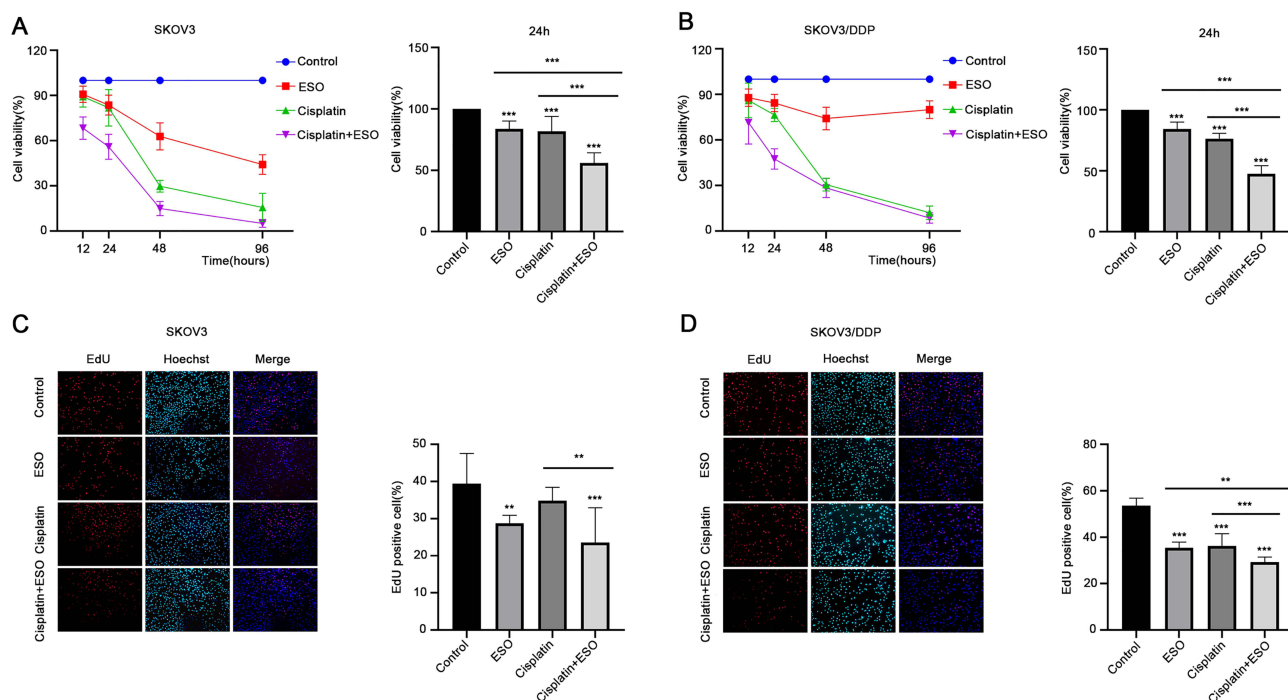 A
SKOV3
Cell viability(%)
120
90
60
30
0
12
24
48
96
Time(hours)
Control
ESO
Cisplatin
Cisplatin+ESO
24h
Cell viability(%)
150
100
50
0
***
***
***
***
***
Control
ESO
Cisplatin
Cisplatin+ESO
B
SKOV3/DDP
Cell viability(%)
120
90
60
30
0
12
24
48
96
Time(hours)
Control
ESO
Cisplatin
Cisplatin+ESO
24h
Cell viability(%)
150
100
50
0
***
***
***
***
***
Control
ESO
Cisplatin
Cisplatin+ESO
C
SKOV3
EdU
Hoechst
Merge
Control
ESO
Cisplatin
Cisplatin+ESO
EdU positive cell(%)
50
40
30
20
10
0
**
**
***
Control
ESO
Cisplatin
Cisplatin+ESO
D
SKOV3/DDP
EdU
Hoechst
Merge
Control
ESO
Cisplatin
Cisplatin+ESO
EdU positive cell(%)
80
60
40
20
0
**
***
***
***
***
Control
ESO
Cisplatin
Cisplatin+ESO